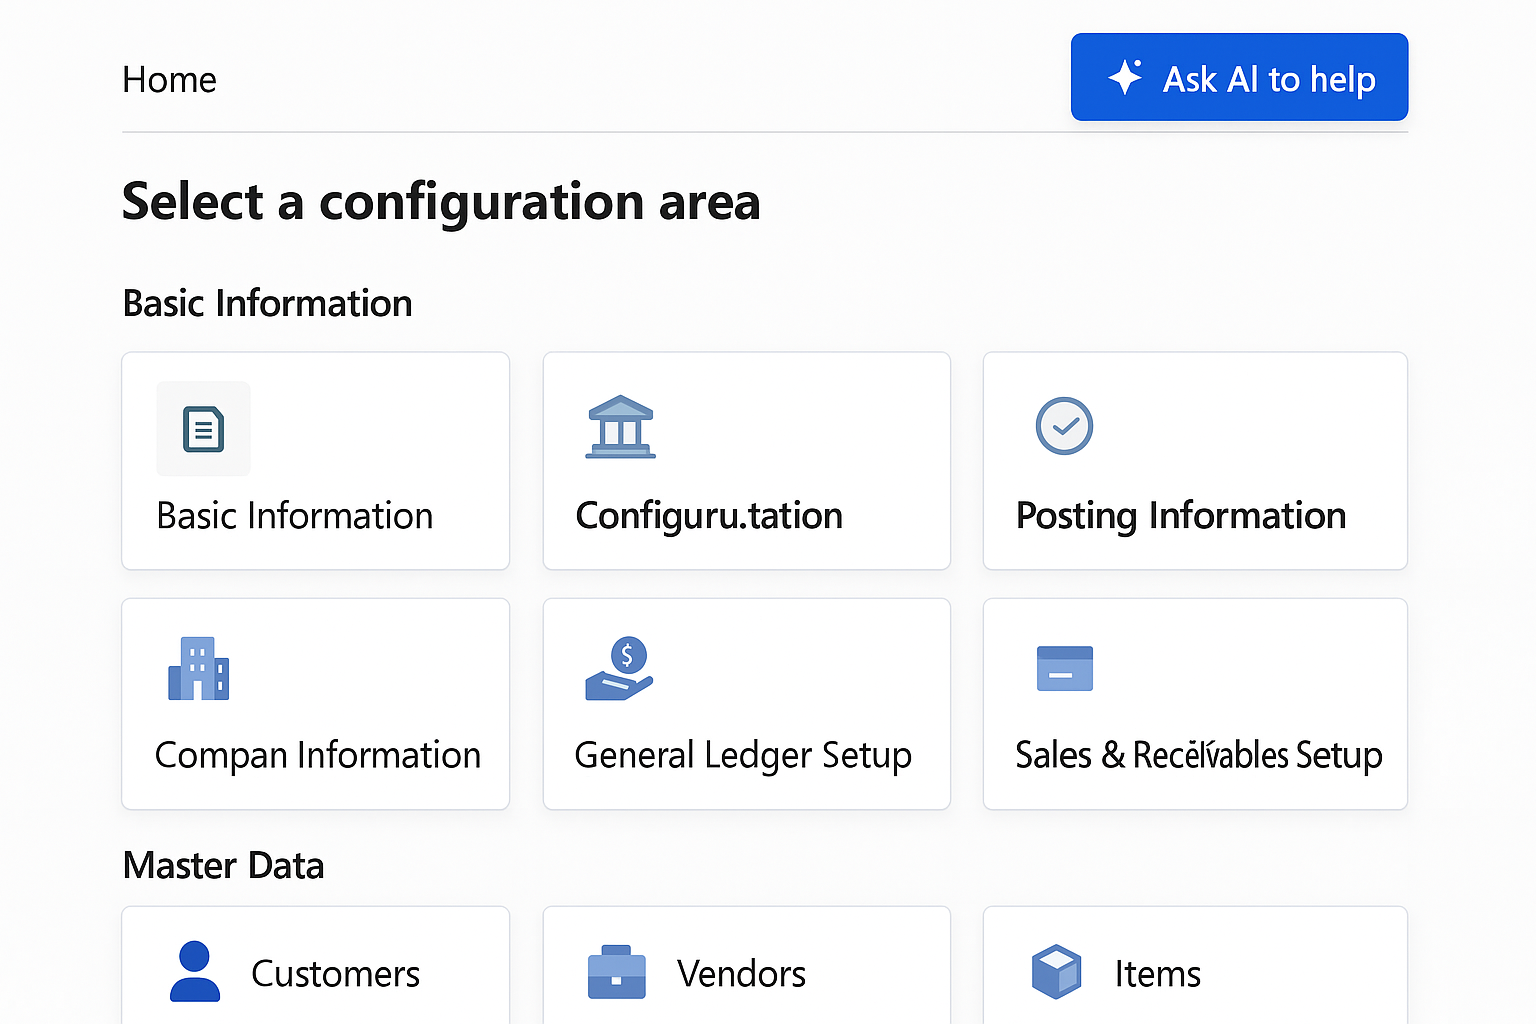 Home
Ask AI to help
Select a configuration area
Basic Information
Basic Information
Configuru.tation
Posting Information
Compan Information
General Ledger Setup
Sales & Recëlívables Setup
Master Data
Customers
Vendors
Items